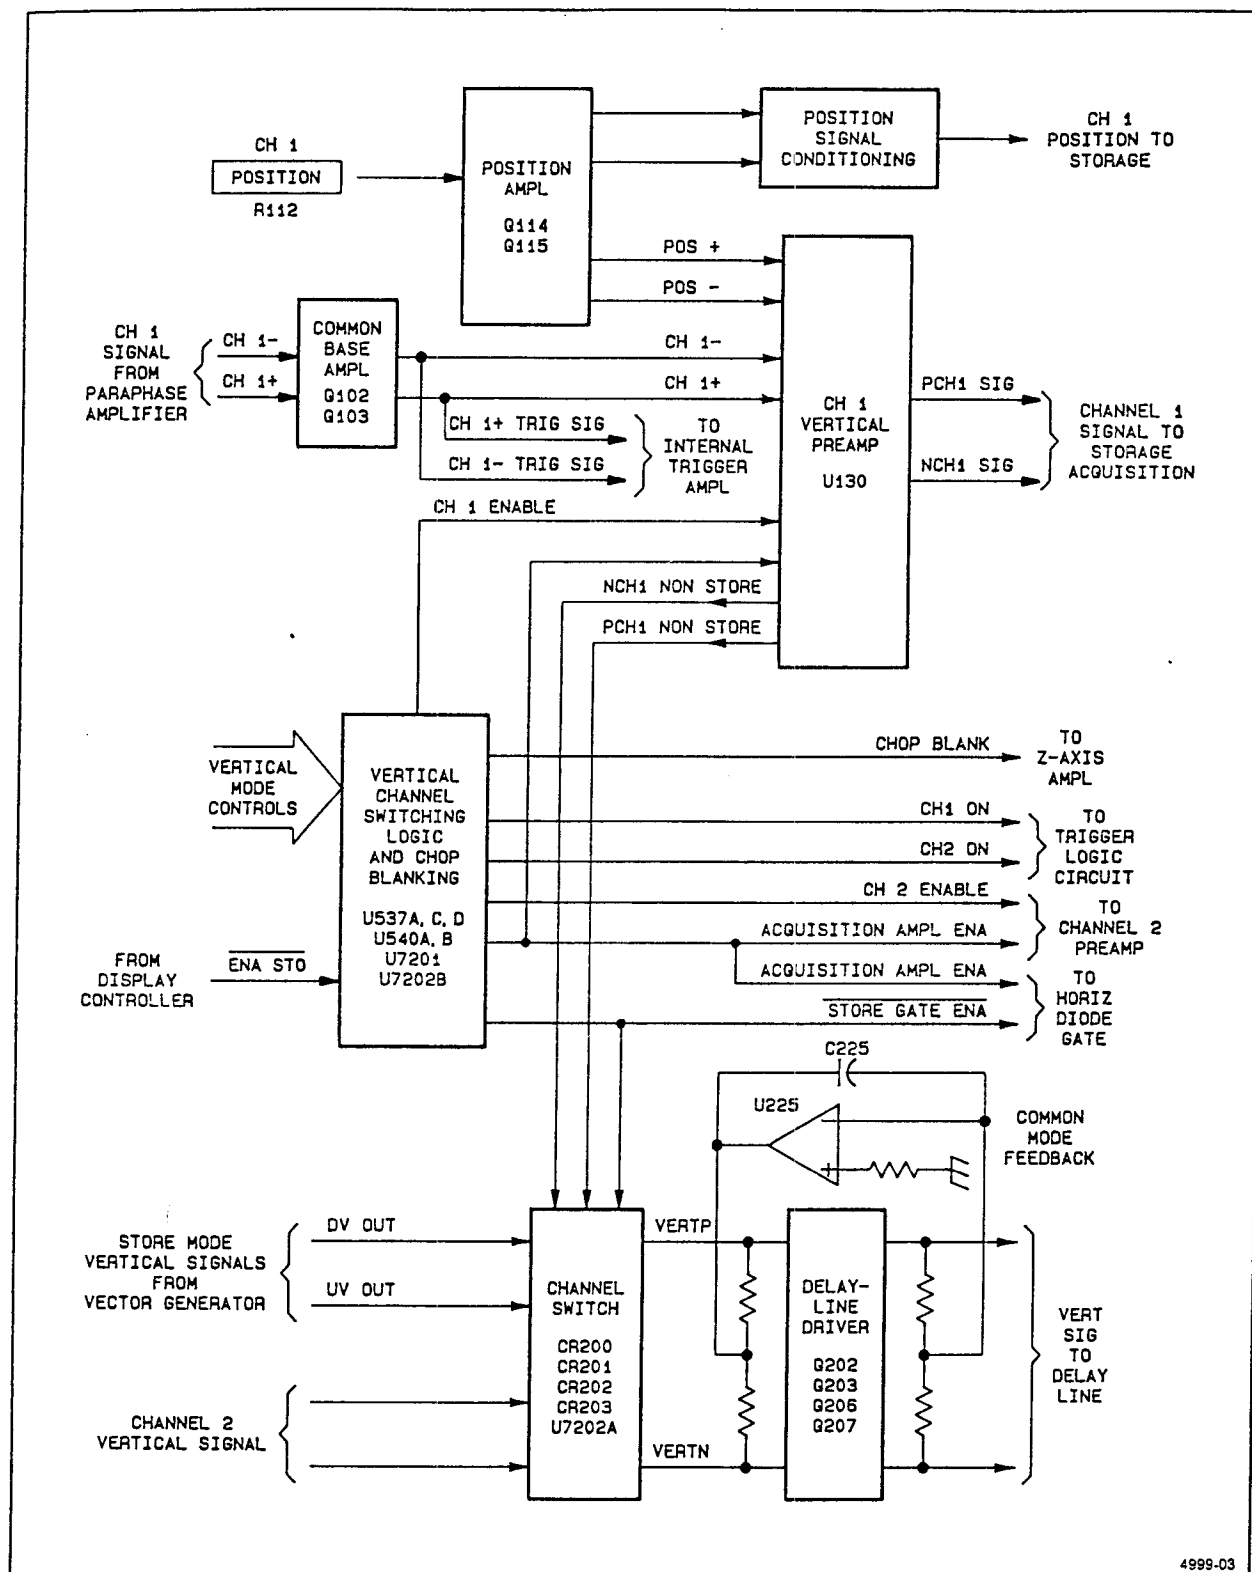 CH 1
POSITION
R112
POSITION
AMPL
Q114
Q115
POSITION
SIGNAL
CONDITIONING
CH 1
POSITION TO
STORAGE
POS +
POS -
CH 1
SIGNAL
FROM
PARAPHASE
AMPLIFIER
CH 1-
CH 1+
COMMON
BASE
AMPL
Q102
Q103
CH 1-
CH 1+
CH 1+ TRIG SIG
CH 1- TRIG SIG
TO
INTERNAL
TRIGGER
AMPL
CH 1
VERTICAL
PREAMP
U130
PCH1 SIG
NCH1 SIG
CHANNEL 1
SIGNAL TO
STORAGE
ACQUISITION
CH 1 ENABLE
NCH1 NON STORE
PCH1 NON STORE
VERTICAL
MODE
CONTROLS
VERTICAL
CHANNEL
SWITCHING
LOGIC
AND CHOP
BLANKING
U537A, C, D
U540A, B
U7201
U7202B
FROM
DISPLAY
CONTROLLER
ENA STO
CHOP BLANK
TO
Z-AXIS
AMPL
CH1 ON
CH2 ON
TO
TRIGGER
LOGIC
CIRCUIT
CH 2 ENABLE
ACQUISITION AMPL ENA
TO
CHANNEL 2
PREAMP
ACQUISITION AMPL ENA
STORE GATE ENA
TO
HORIZ
DIODE
GATE
C225
U225
COMMON
MODE
FEEDBACK
STORE MODE
VERTICAL SIGNALS
FROM
VECTOR GENERATOR
DV OUT
UV OUT
CHANNEL 2
VERTICAL SIGNAL
CHANNEL
SWITCH
CR200
CR201
CR202
CR203
U7202A
VERTP
VERTN
DELAY-
LINE
DRIVER
Q202
Q203
Q206
Q207
VERT
SIG
TO
DELAY
LINE
4999-03